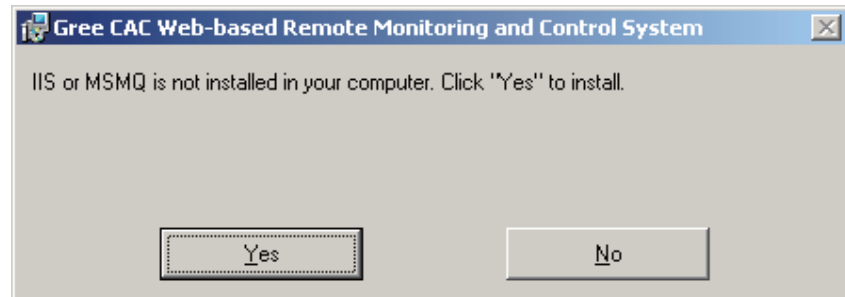 Gree CAC Web-based Remote Monitoring and Control System
IIS or MSMQ is not installed in your computer. Click "Yes" to install.
Yes
No